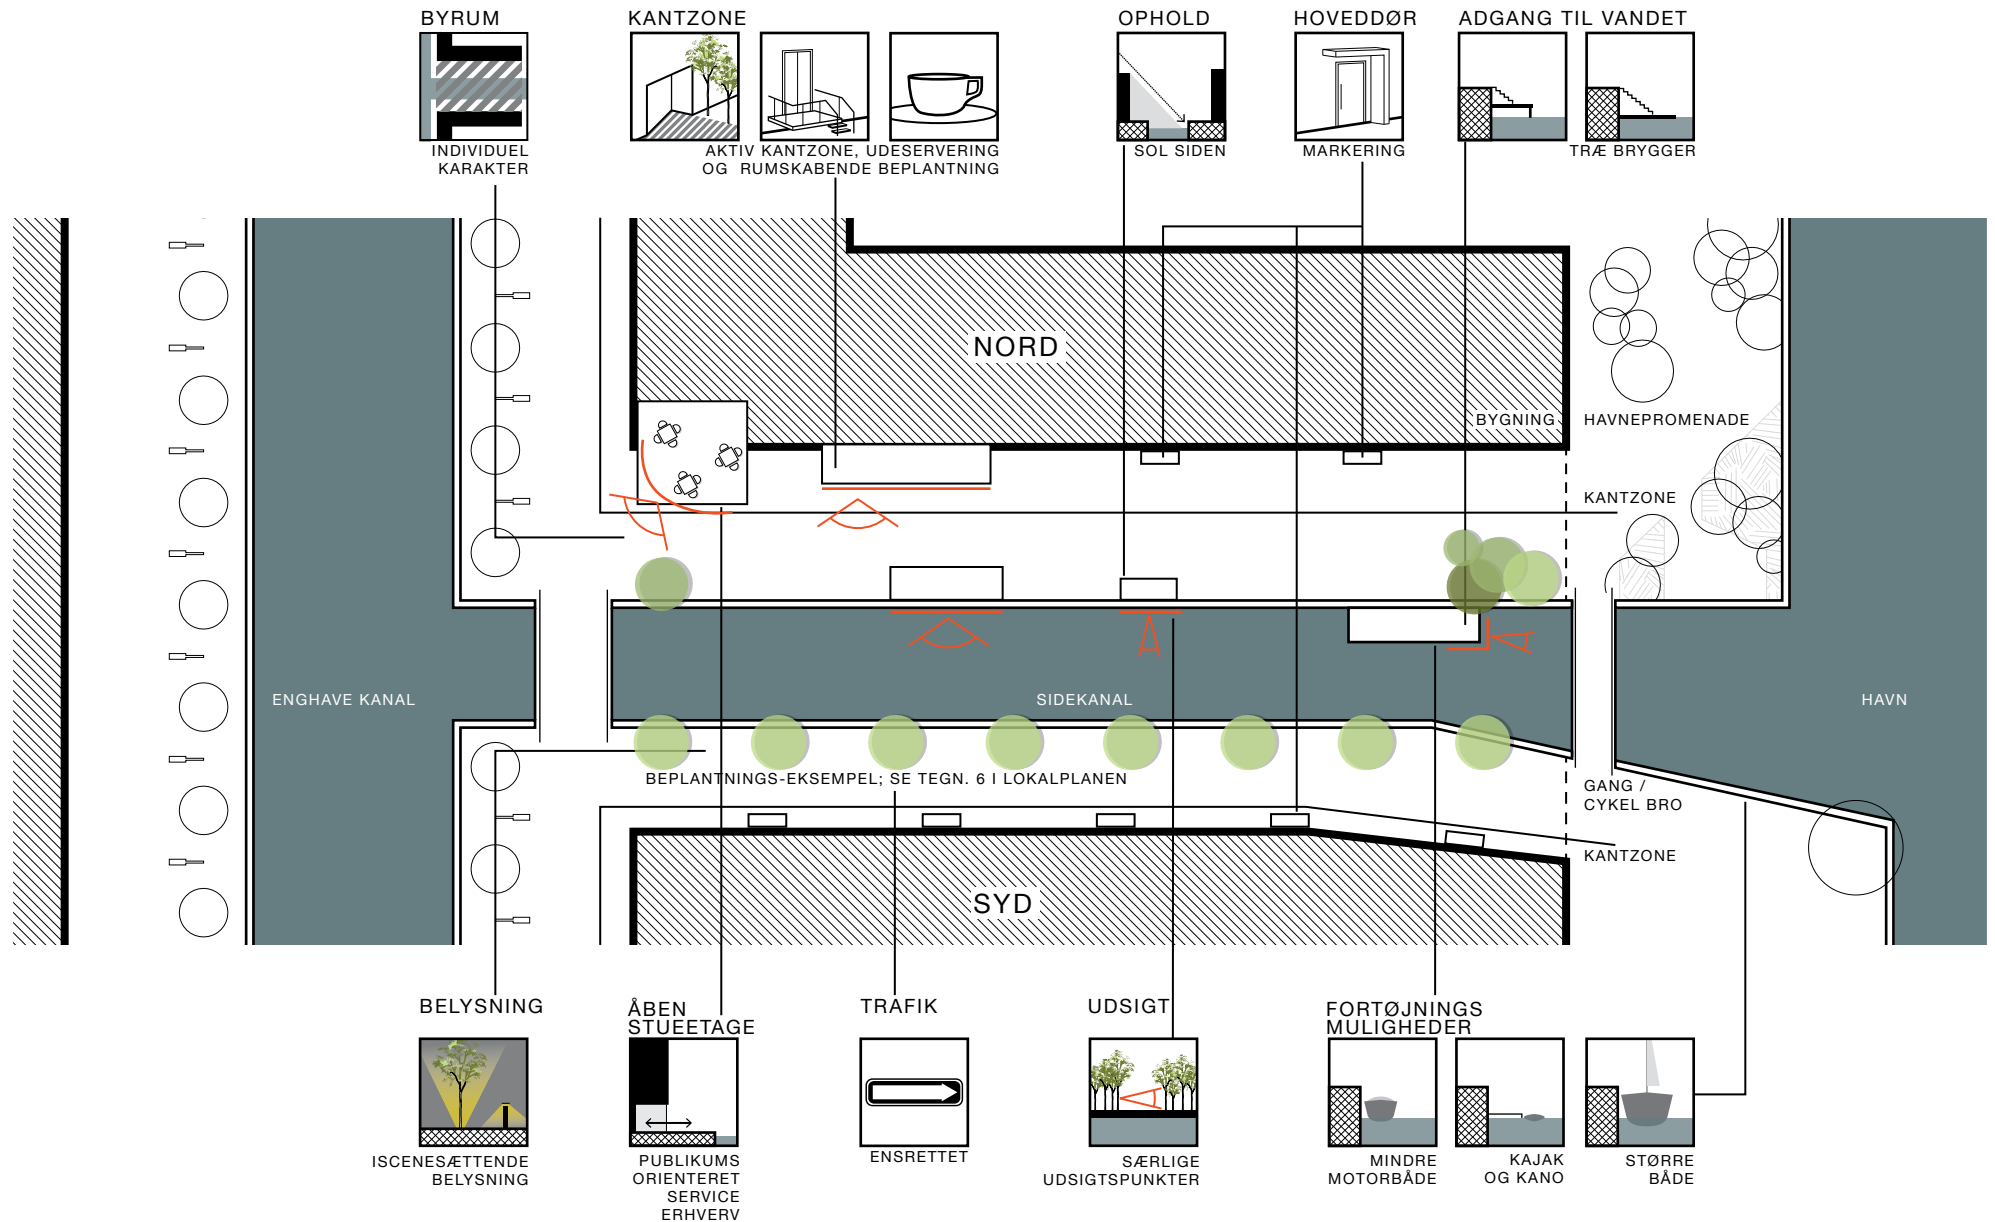 BYRUM
INDIVIDUEL
KARAKTER
KANTZONE
AKTIV KANTZONE, UDESERVERING
OG RUMSKABENDE BEPLANTNING
OPHOLD
SOL SIDEN
HOVEDDØR
MARKERING
ADGANG TIL VANDET
TRÆ BRYGGER
NORD
BYGNING
HAVNEPROMENADE
KANTZONE
ENGHAVE KANAL
SIDEKANAL
HAVN
BEPLANTNINGS-EKSEMPEL; SE TEGN. 6 I LOKALPLANEN
GANG /
CYKEL BRO
KANTZONE
SYD
BELYSNING
ISCENESÆTTENDE
BELYSNING
ÅBEN
STUEETAGE
PUBLIKUMS
ORIENTERET
SERVICE
ERHVERV
TRAFIK
ENSRETTET
UDSIGT
SÆRLIGE
UDSIGTSPUNKTER
FORTØJNINGS
MULIGHEDER
MINDRE
MOTORBÅDE
KAJAK
OG KANO
STØRRE
BÅDE